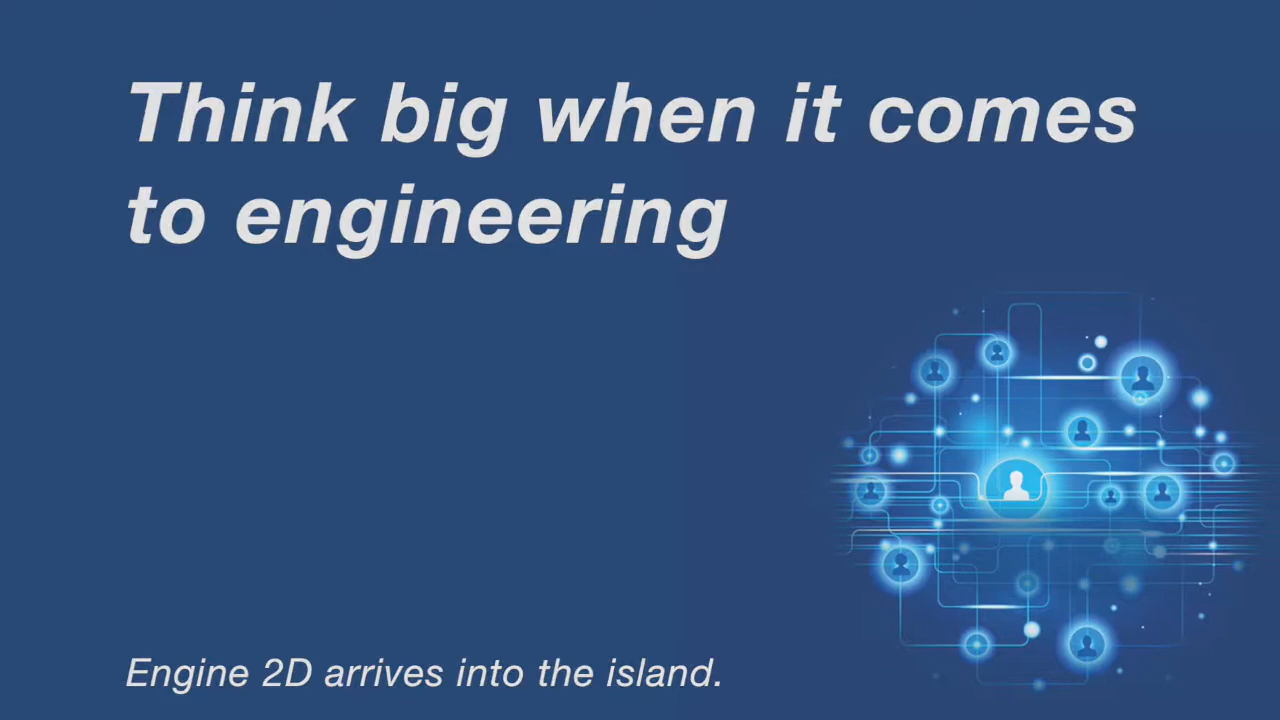 Think big when it comes
to engineering
Engine 2D arrives into the island.